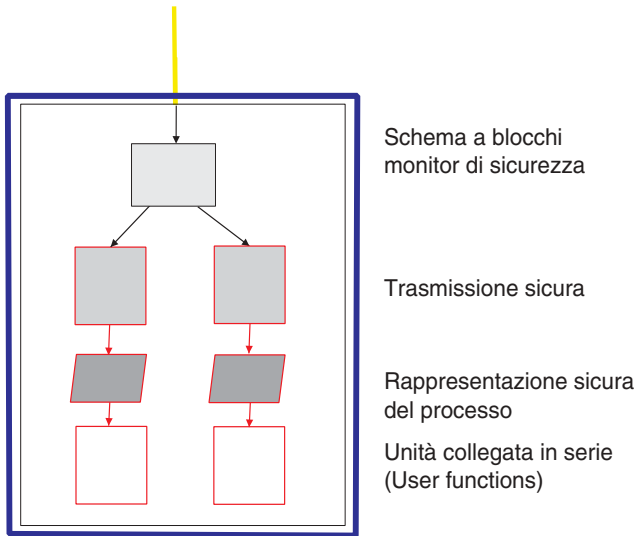 Schema a blocchi
monitor di sicurezza
Trasmissione sicura
Rappresentazione sicura
del processo
Unità collegata in serie
(User functions)